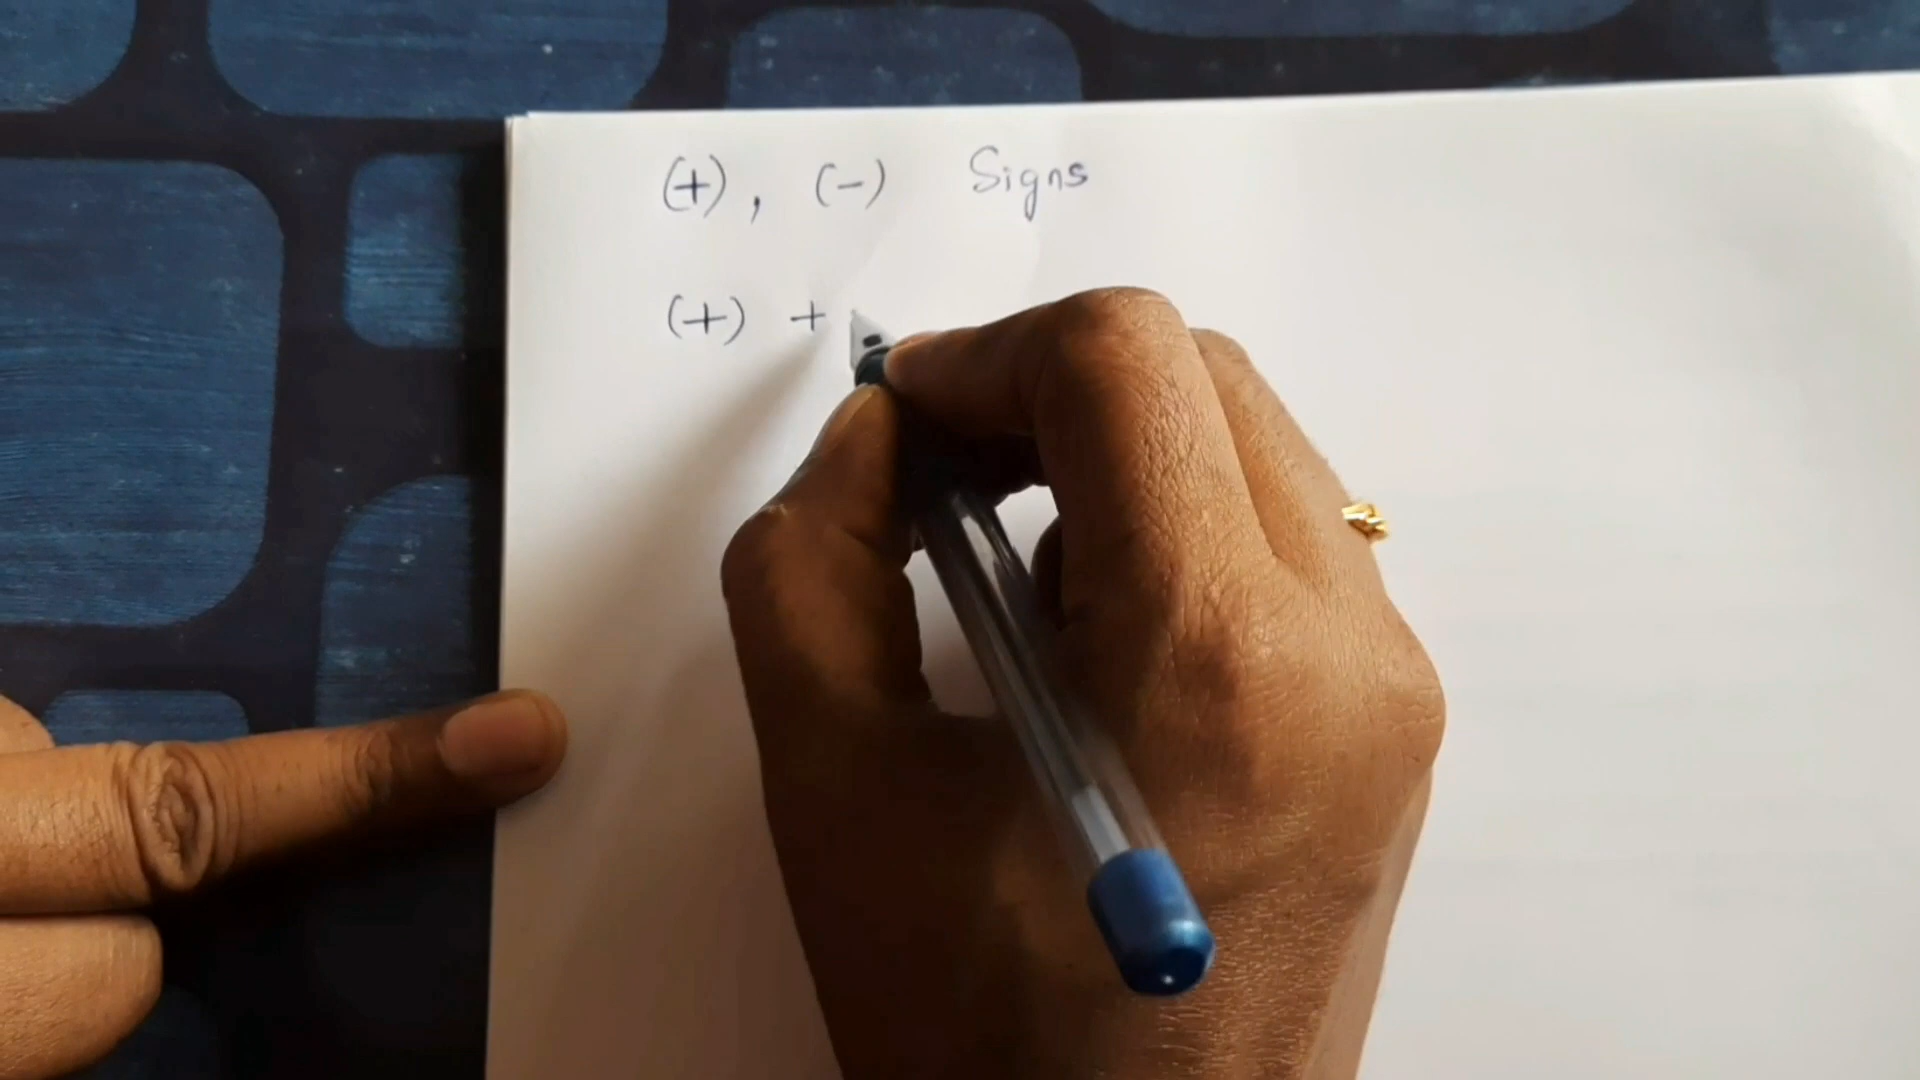 (+), (-) Signs
(+) +